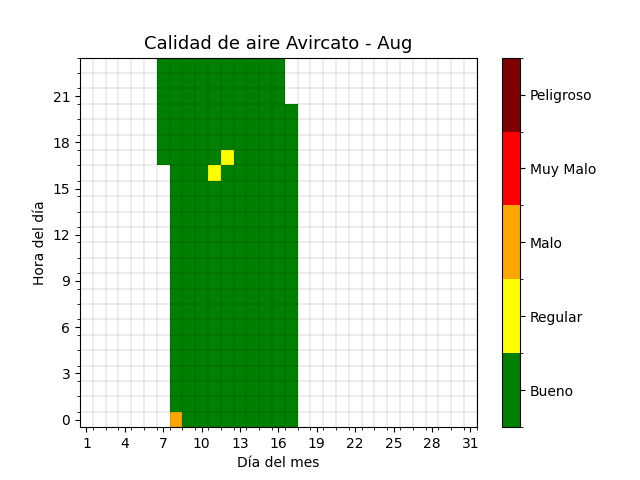 Calidad de aire Avircato - Aug
Hora del día
21
18
15
12
9
6
3
0
1 4 7 10 13 16 19 22 25 28 31
Día del mes
Peligroso
Muy Malo
Malo
Regular
Bueno